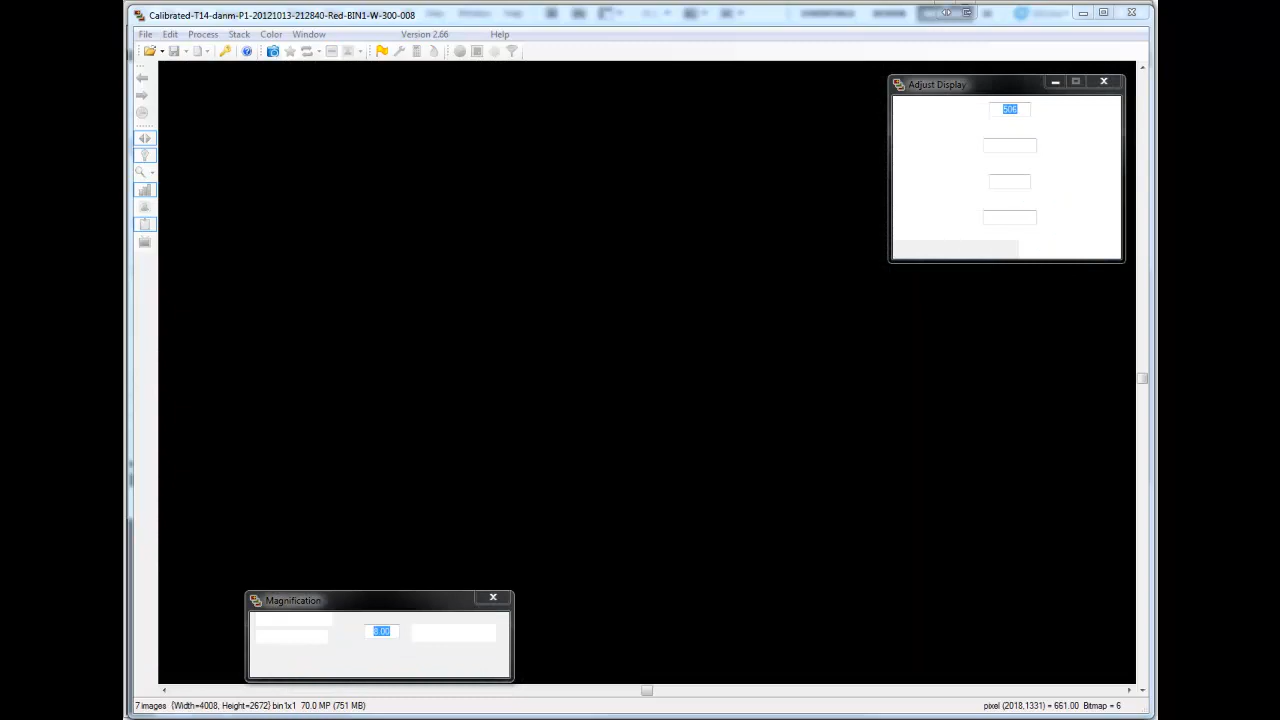 Calibrated-T14-danm-P1-20121013-212840-Red-BIN1-W-300-008
File Edit Process Stack Color Window Version 2.66 Help
Adjust Display
506
Magnification
8.00
7 images (Width=4008, Height=2672) bin1x1 70.0 MP (751 MB) pixel (2018,1331) = 661.00 Bitmap = 6